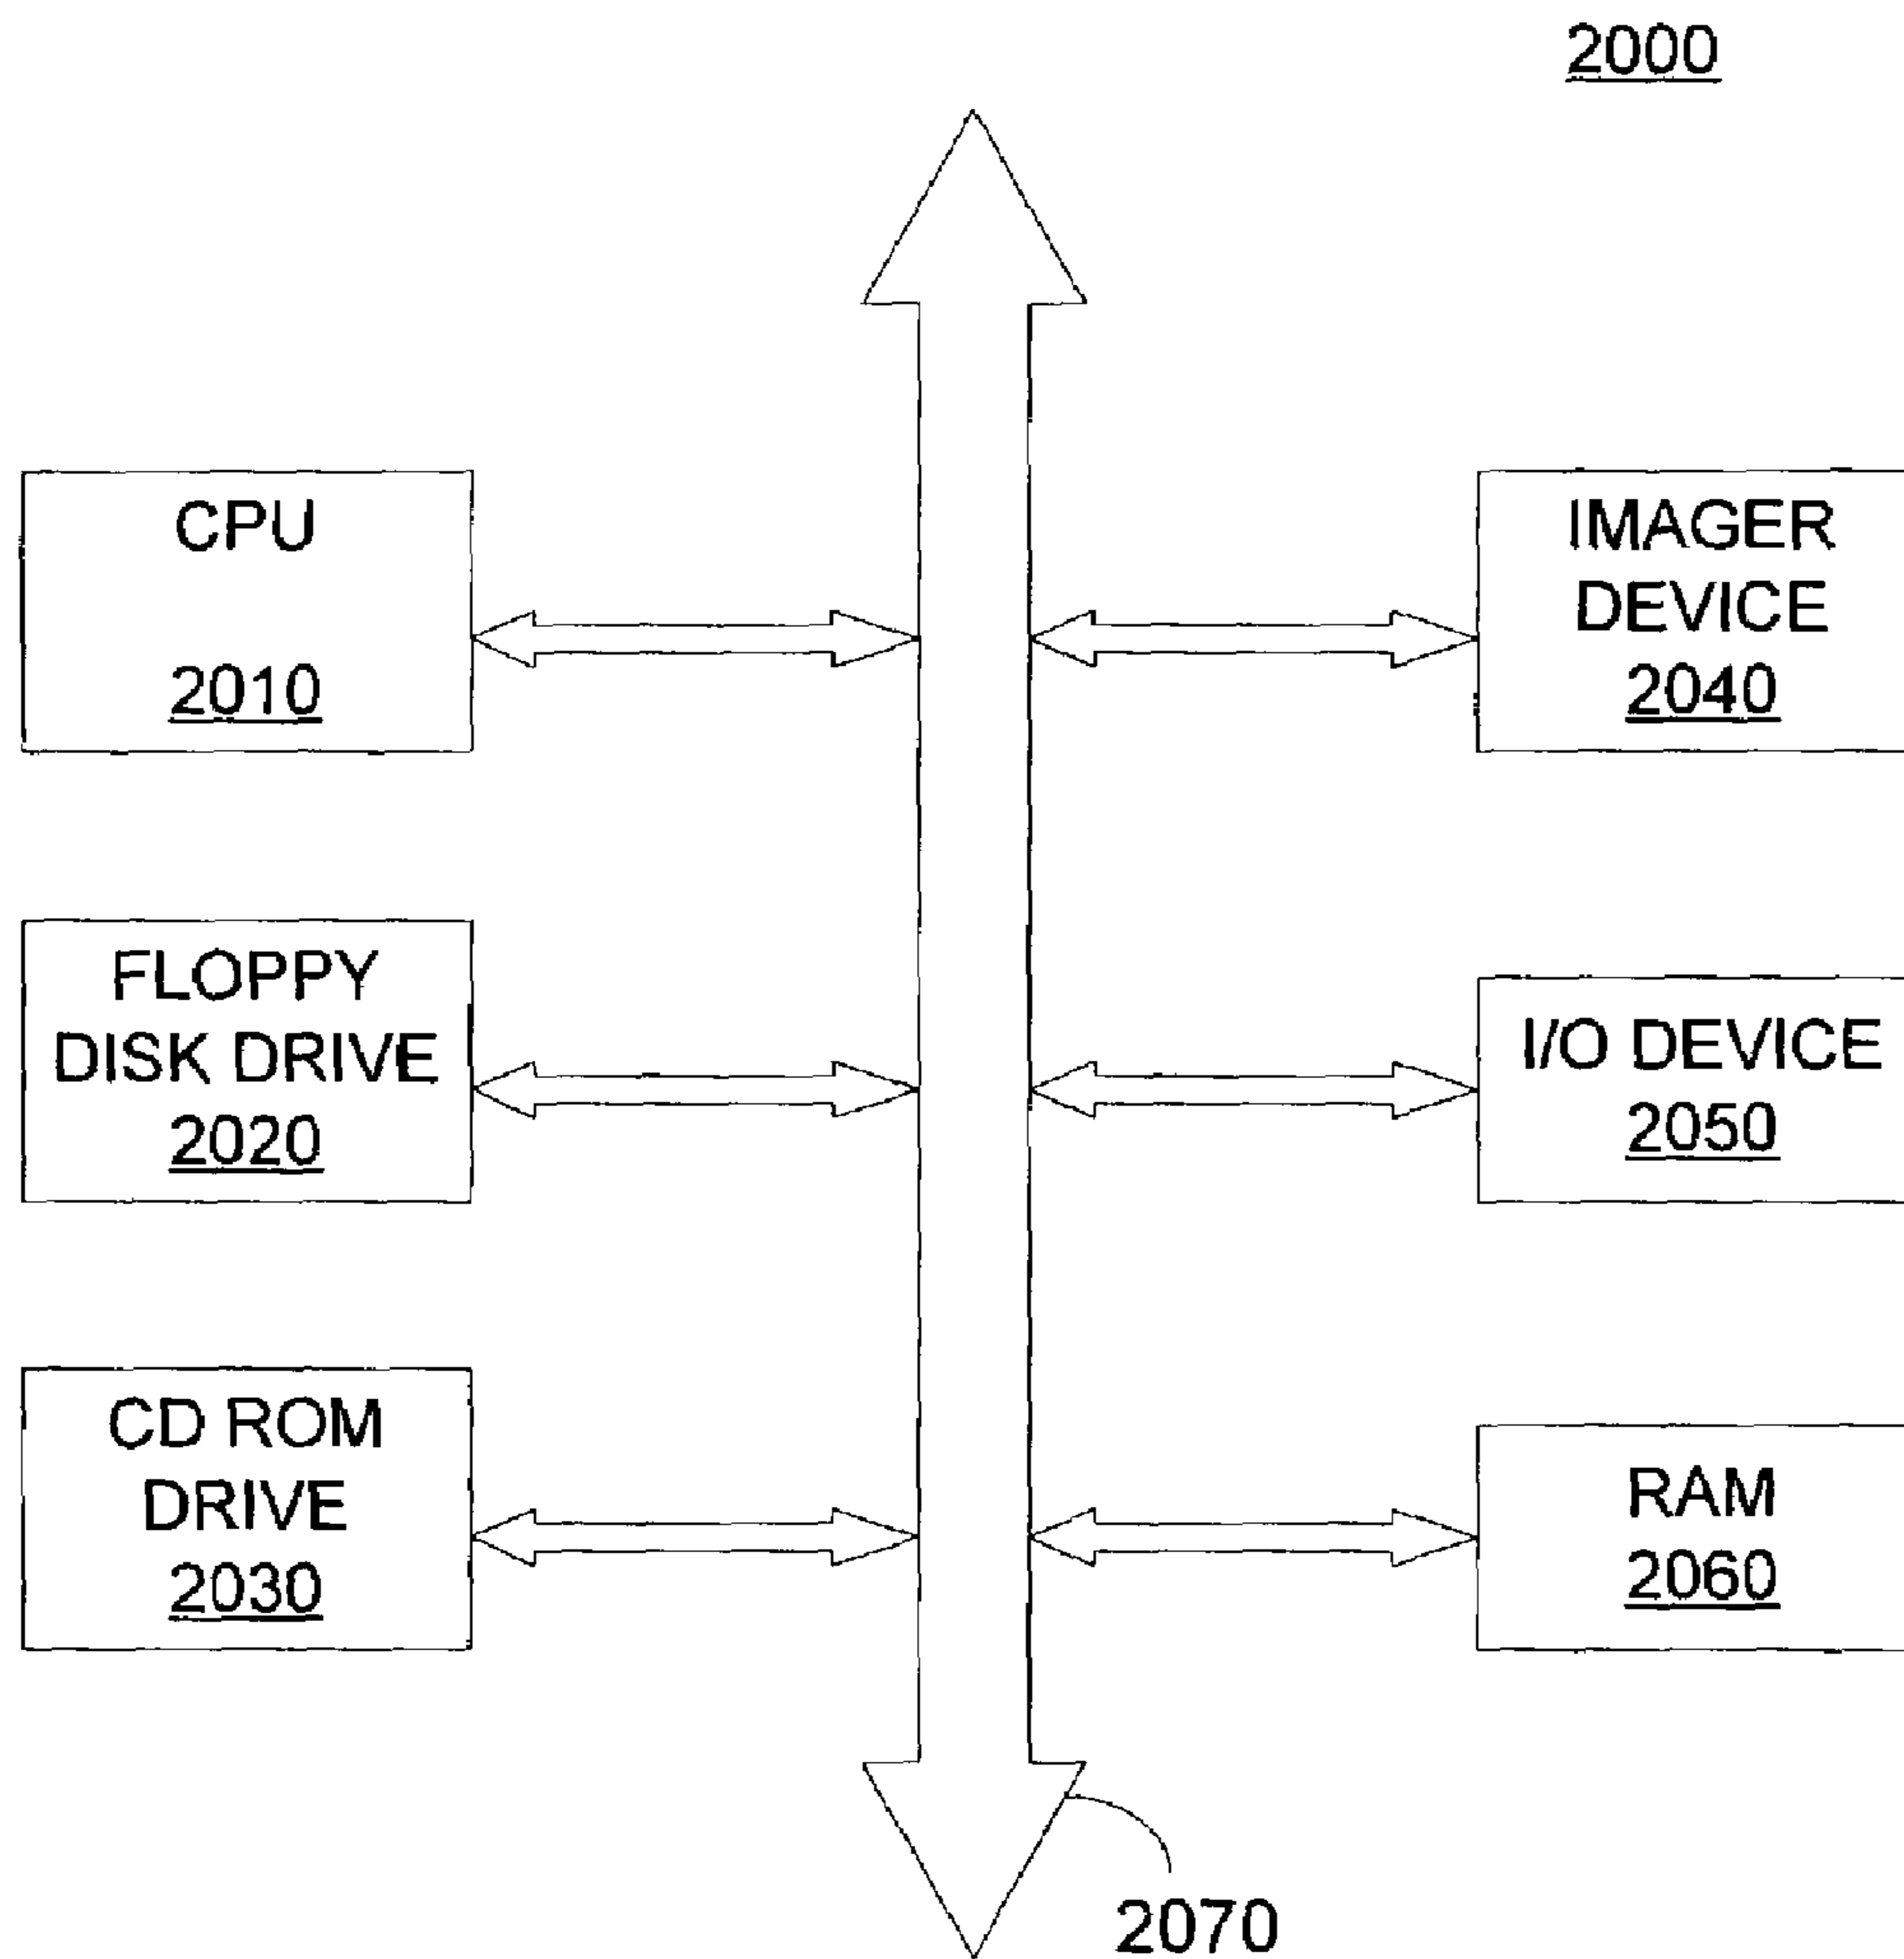 2000
CPU
2010
IMAGER
DEVICE
2040
FLOPPY
DISK DRIVE
2020
I/O DEVICE
2050
CD ROM
DRIVE
2030
RAM
2060
2070